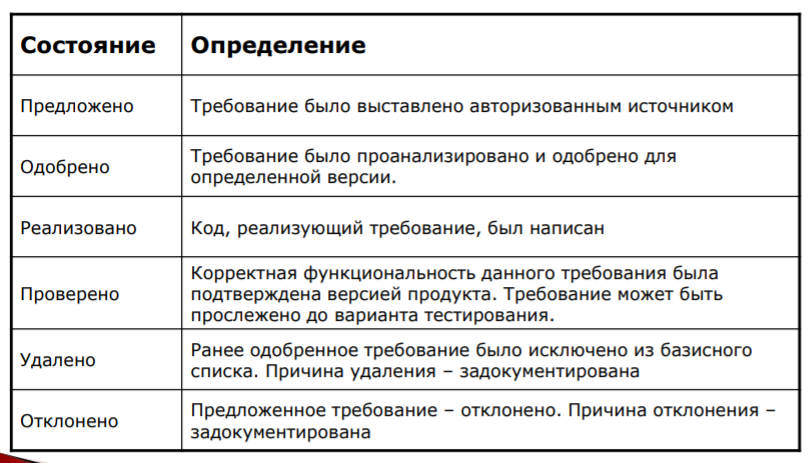 Состояние
Определение
Предложено
Требование было выставлено авторизованным источником
Одобрено
Требование было проанализировано и одобрено для
определенной версии.
Реализовано
Код, реализующий требование, был написан
Проверено
Корректная функциональность данного требования была
подтверждена версией продукта. Требование может быть
прослежено до варианта тестирования.
Удалено
Ранее одобренное требование было исключено из базисного
списка. Причина удаления – задокументирована
Отклонено
Предложенное требование – отклонено. Причина отклонения –
задокументирована